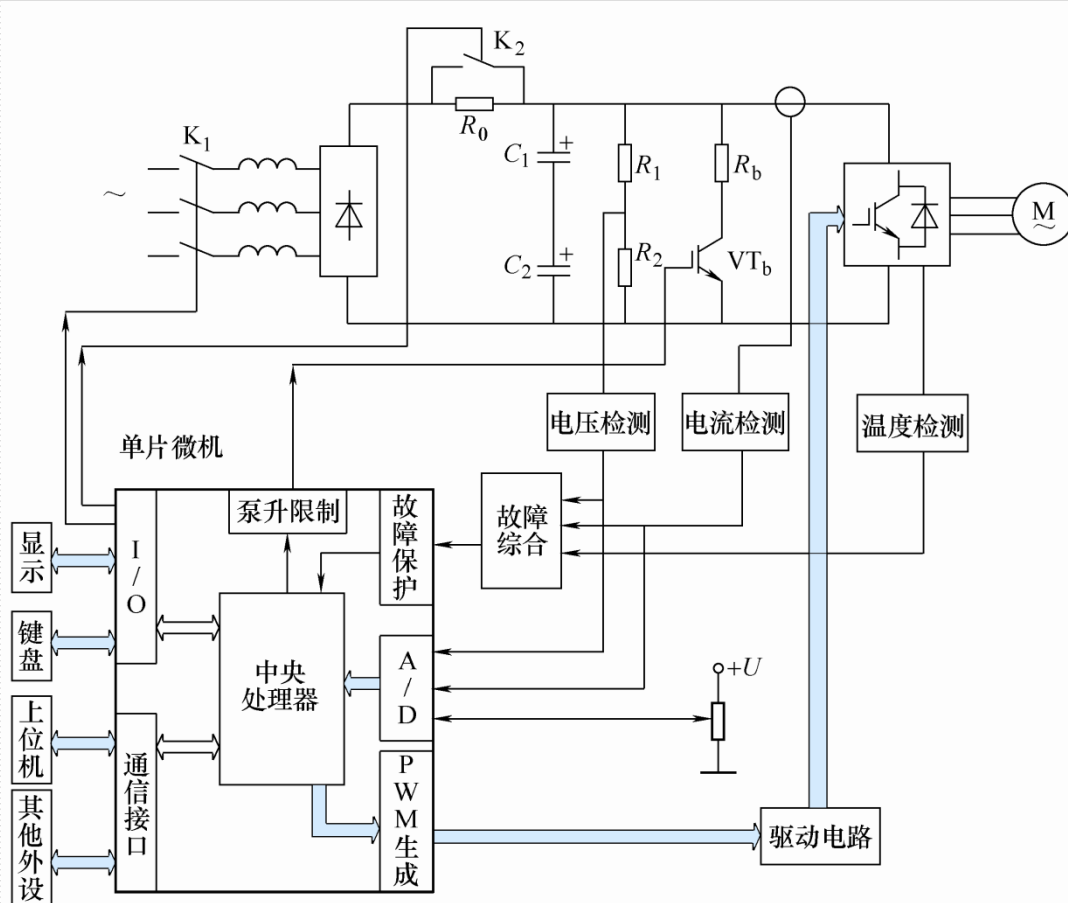 K₂
R₀
K₁
~
C₁
+
R₁
R_b
C₂
+
R₂
VT_b
M
~
电压检测
电流检测
温度检测
单片微机
泵升限制
故障保护
故障综合
显示
I/O
键盘
中央处理器
A/D
+U
上位机
通信接口
PWM生成
其他外设
驱动电路